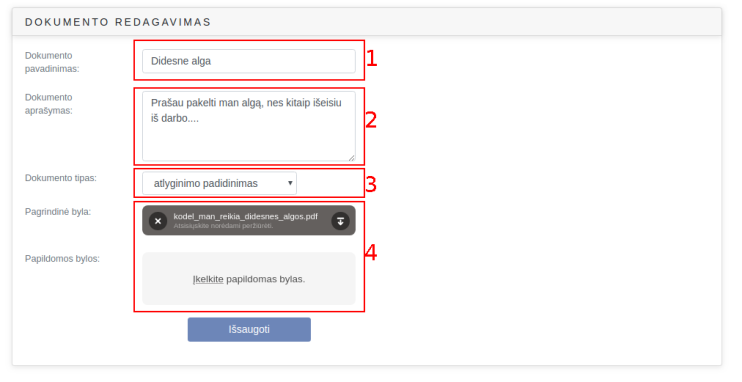 DOKUMENTO REDAGAVIMAS
Dokumento
pavadinimas:
Didesne alga
1
Dokumento
aprašymas:
Prašau pakelti man algą, nes kitaip išeisiu
iš darbo....
2
Dokumento tipas:
atlyginimo padidinimas
3
Pagrindinė byla:
kodel_man_reikia_didesnes_algos.pdf
Atsisiųskite norėdami peržiūrėti.
4
Papildomos bylos:
Įkelkite papildomas bylas.
Išsaugoti